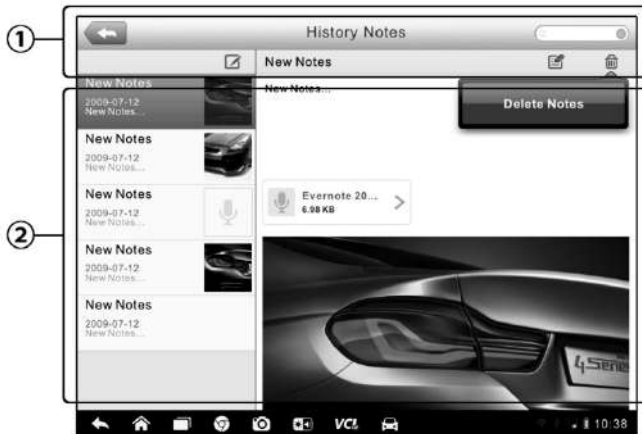 ①
History Notes
New Notes
New Notes
2009-07-12
New Notes...
New Notes...
Delete Notes
New Notes
2009-07-12
New Notes...
②
New Notes
2009-07-12
New Notes...
Evernote 20...
6.98 KB
New Notes
2009-07-12
New Notes...
New Notes
2009-07-12
New Notes...
4 Serie
VCI
10:38